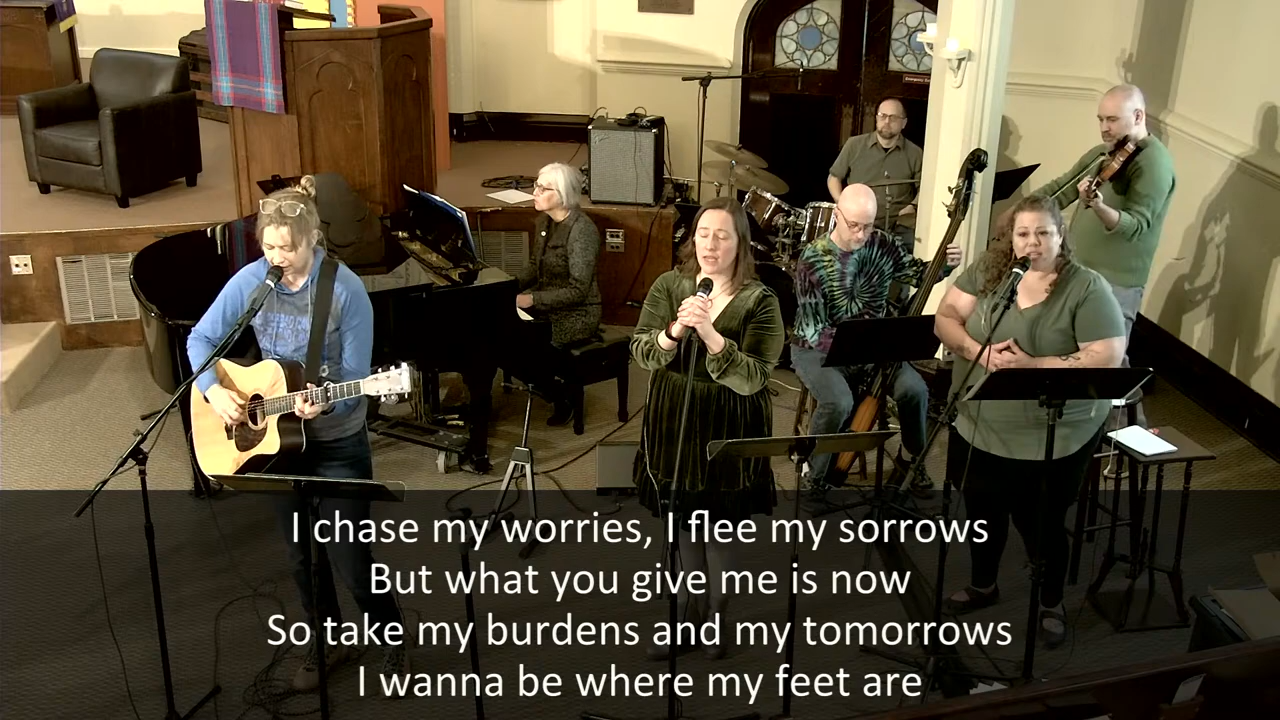 I chase my worries, I flee my sorrows
But what you give me is now
So take my burdens and my tomorrows
I wanna be where my feet are